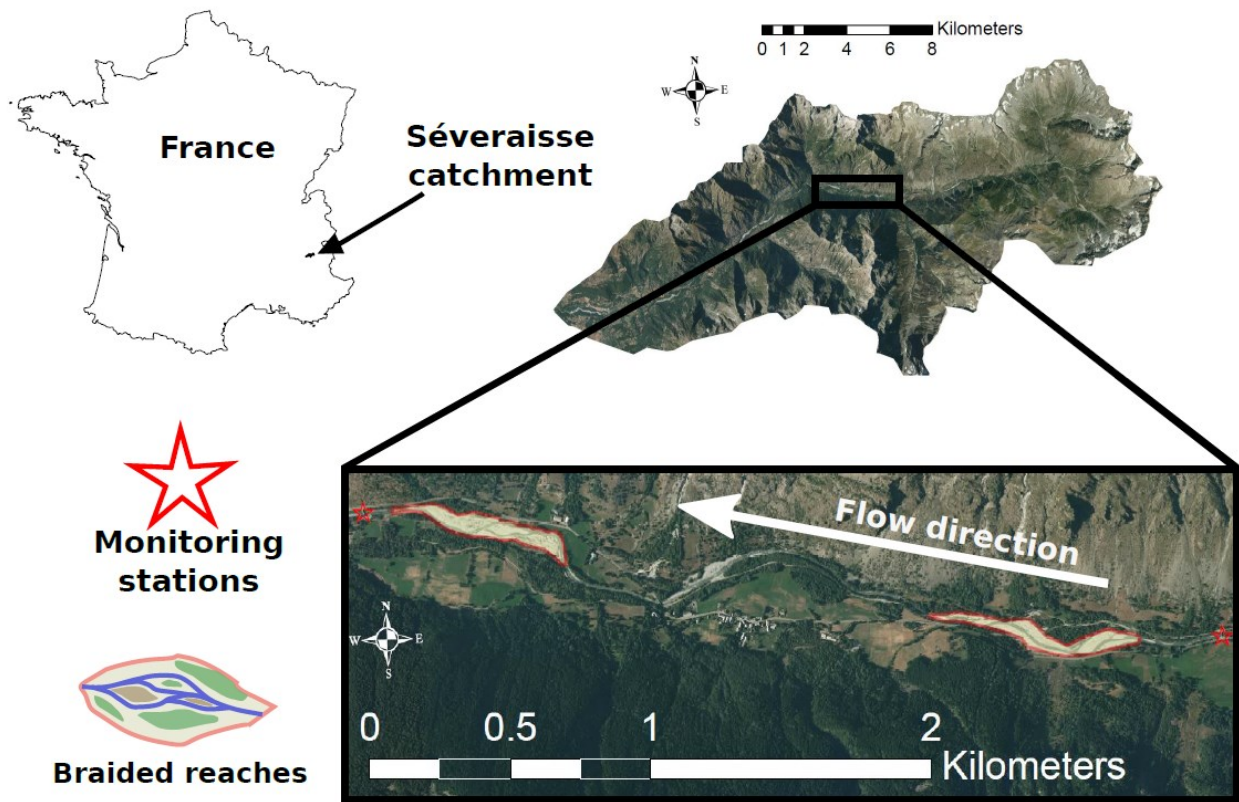 France
Séveraisse
catchment
Kilometers
0 1 2 4 6 8
N
W E
S
Monitoring
stations
Braided reaches
Flow direction
N
W E
S
0 0.5 1 2
Kilometers